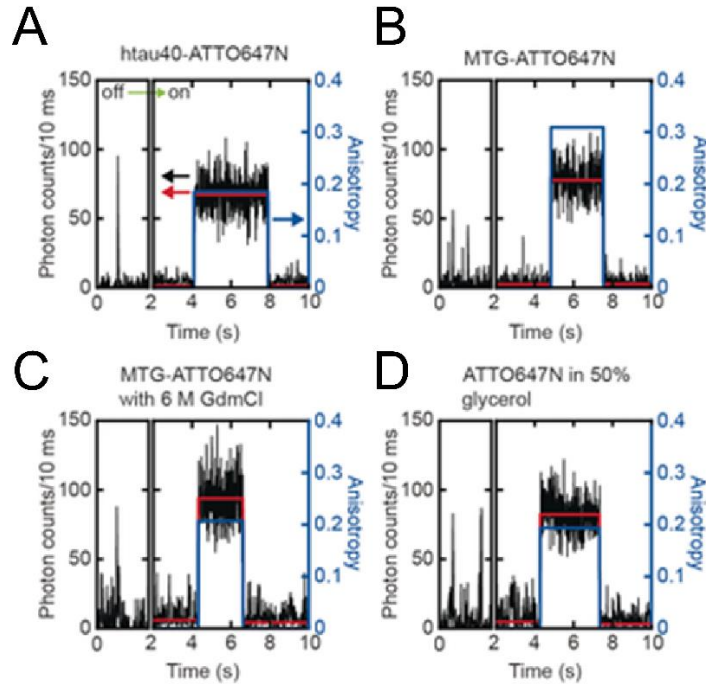 A
htau40-ATTO647N
off → on
Photon counts/10 ms
150
100
50
0
0.4
0.3
0.2
0.1
0
Anisotropy
0 2 4 6 8 10
Time (s)
B
MTG-ATTO647N
Photon counts/10 ms
150
100
50
0
0.4
0.3
0.2
0.1
0
Anisotropy
0 2 4 6 8 10
Time (s)
C
MTG-ATTO647N
with 6 M GdmCl
Photon counts/10 ms
150
100
50
0
0.4
0.3
0.2
0.1
0
Anisotropy
0 2 4 6 8 10
Time (s)
D
ATTO647N in 50%
glycerol
Photon counts/10 ms
150
100
50
0
0.4
0.3
0.2
0.1
0
Anisotropy
0 2 4 6 8 10
Time (s)